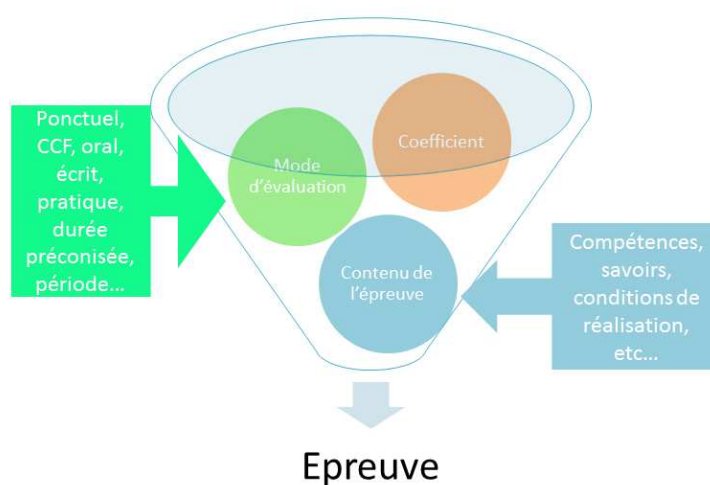 Ponctuel,
CCF, oral,
écrit,
pratique,
durée
préconisée,
période...
Mode
d'évaluation
Coefficient
Contenu de
l'épreuve
Compétences,
savoirs,
conditions de
réalisation,
etc...
Epreuve